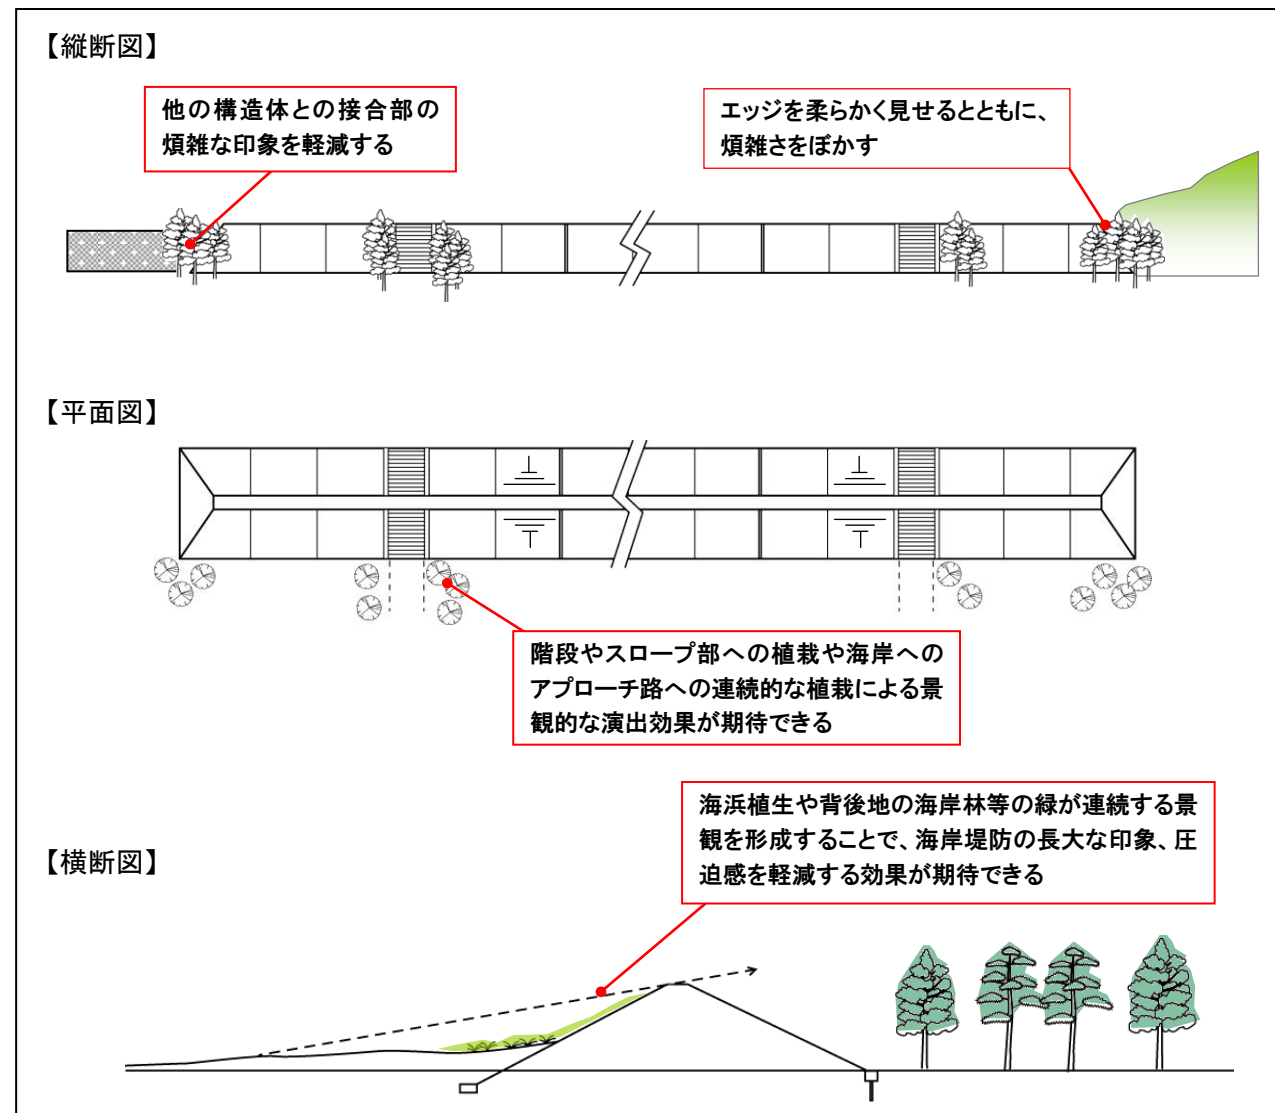 【縦断図】
他の構造体との接合部の
煩雑な印象を軽減する
エッジを柔らかく見せるとともに、
煩雑さをぼかす
【平面図】
階段やスロープ部への植栽や海岸への
アプローチ路への連続的な植栽による景
観的な演出効果が期待できる
【横断図】
海浜植生や背後地の海岸林等の緑が連続する景
観を形成することで、海岸堤防の長大な印象、圧
迫感を軽減する効果が期待できる